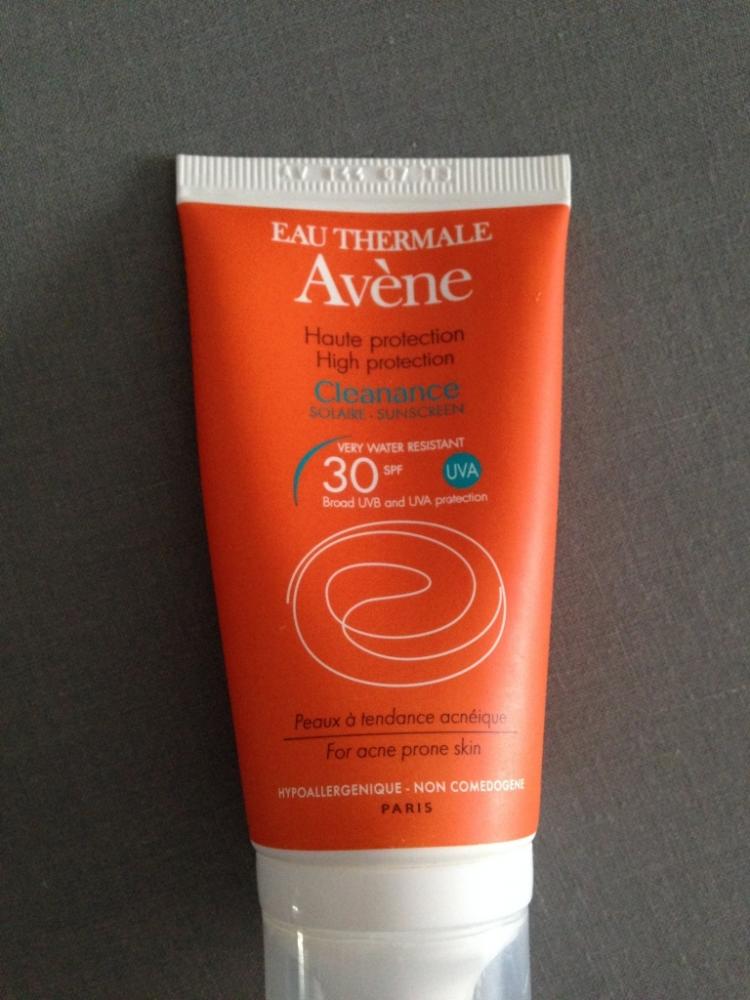 EAU THERMALE
Avène
Haute protection
High protection
Cleanance
SOLAIRE - SUNSCREEN
VERY WATER RESISTANT
30 SPF
UVA
Broad UVB and UVA protection
Peaux à tendance acnéique
For acne prone skin
HYPOALLERGENIQUE - NON COMEDOGENE
PARIS